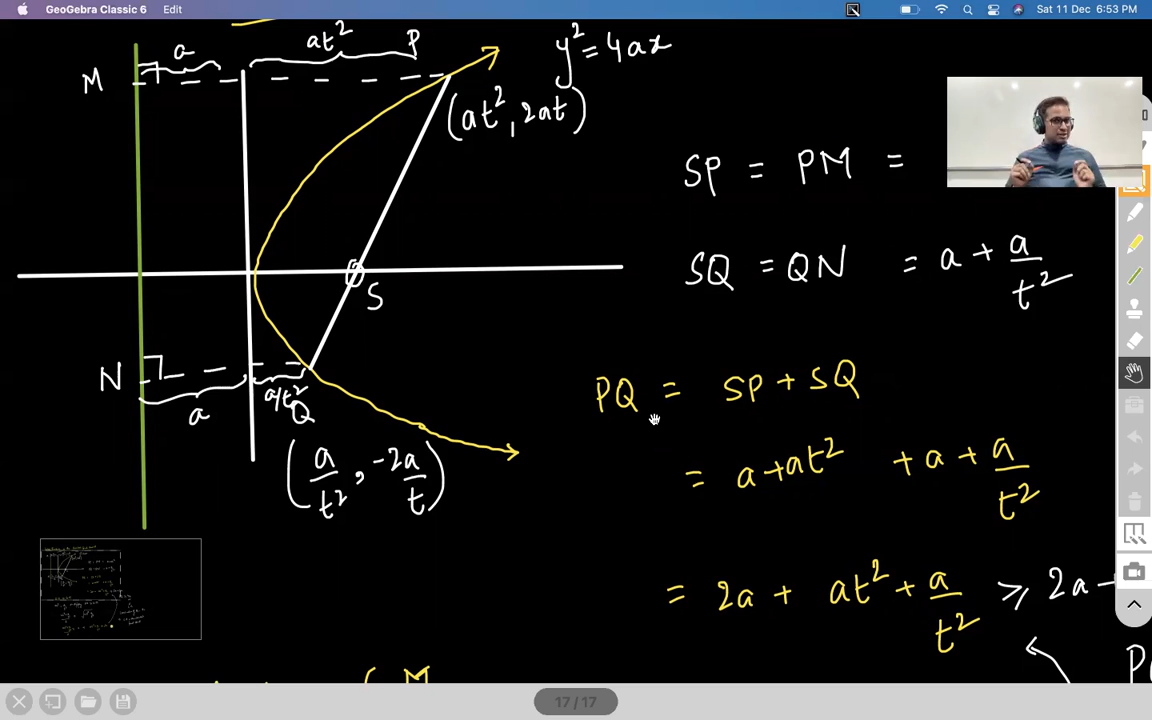 GeoGebra Classic 6 Edit Sat 11 Dec 6:53 PM
a at² P y² = 4ax
M
(at², 2at)
SP = PM =
SQ = QN = a + a/t²
S
N
a a/t² Q
PQ = SP + SQ
(a/t², -2a/t)
= a + at² + a + a/t²
= 2a + at² + a/t² ≥ 2a
17 / 17